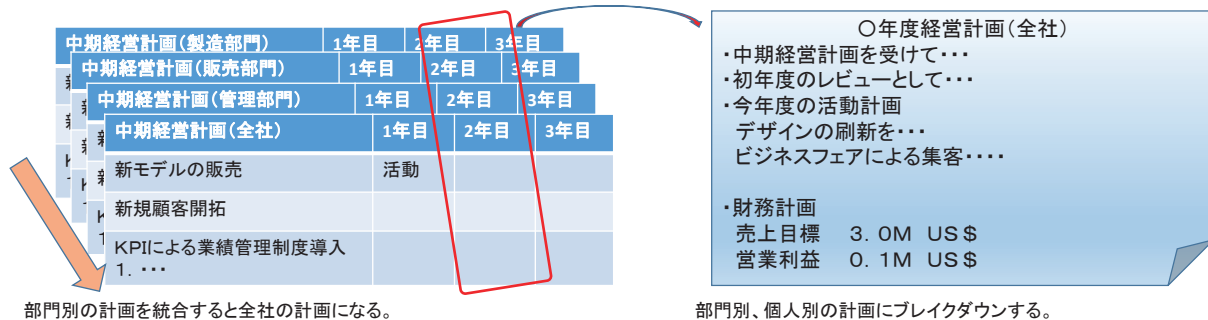 中期経営計画（製造部門） 1年目 2年目 3年目
中期経営計画（販売部門） 1年目 2年目 3年目
中期経営計画（管理部門） 1年目 2年目 3年目
中期経営計画（全社） 1年目 2年目 3年目
新モデルの販売 活動
新規顧客開拓
KPIによる業績管理制度導入
1. ・・・
部門別の計画を統合すると全社の計画になる。
〇年度経営計画（全社）
・中期経営計画を受けて・・・
・初年度のレビューとして・・・
・今年度の活動計画
デザインの刷新を・・・
ビジネスフェアによる集客・・・・
・財務計画
売上目標 3．0M US＄
営業利益 0．1M US＄
部門別、個人別の計画にブレイクダウンする。